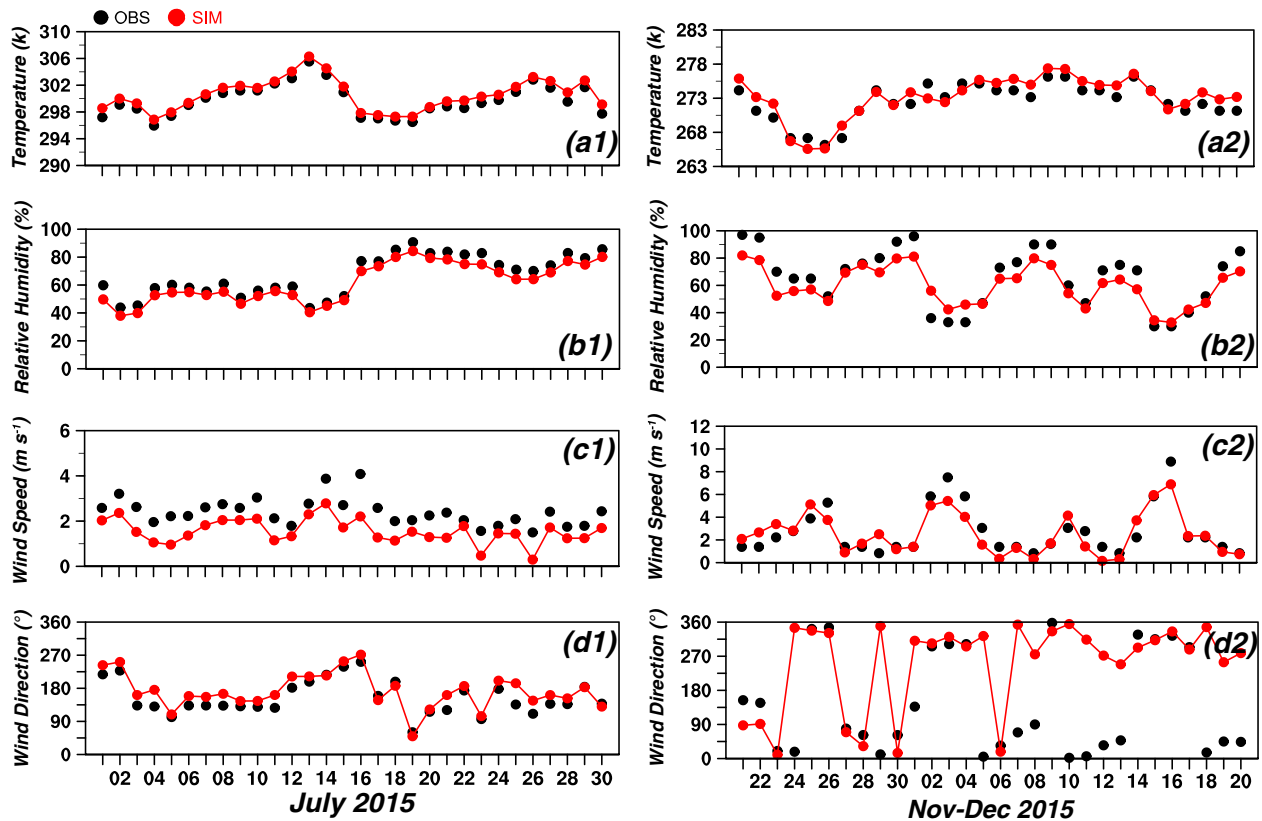 OBS SIM
Temperature (k)
310
306
302
298
294
290
(a1)
Temperature (k)
283
278
273
268
263
(a2)
Relative Humidity (%)
100
80
60
40
20
0
(b1)
Relative Humidity (%)
100
80
60
40
20
0
(b2)
Wind Speed (m s-1)
6
4
2
0
(c1)
Wind Speed (m s-1)
12
10
8
6
4
2
0
(c2)
Wind Direction (°)
360
270
180
90
0
(d1)
02 04 06 08 10 12 14 16 18 20 22 24 26 28 30
July 2015
Wind Direction (°)
360
270
180
90
0
(d2)
22 24 26 28 30 02 04 06 08 10 12 14 16 18 20
Nov-Dec 2015